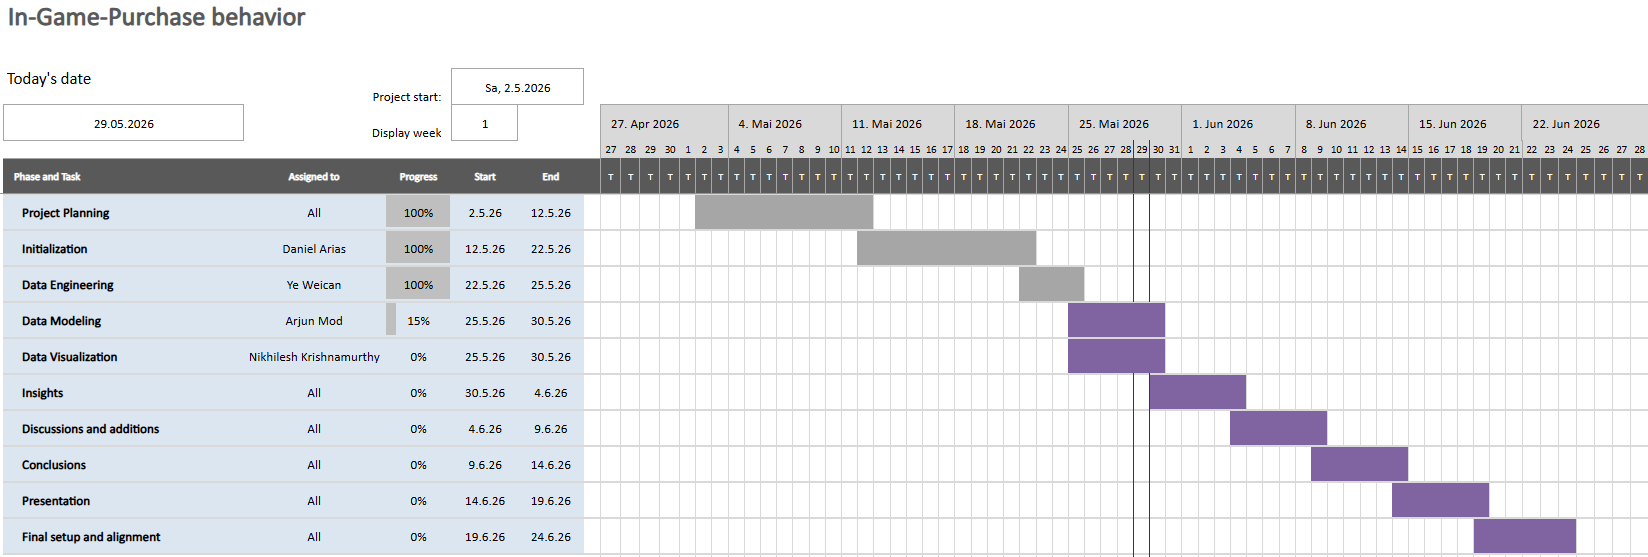 In-Game-Purchase behavior
Today's date
Project start: Sa, 2.5.2026
29.05.2026
Display week 1
27. Apr 2026 4. Mai 2026 11. Mai 2026 18. Mai 2026 25. Mai 2026 1. Jun 2026 8. Jun 2026 15. Jun 2026 22. Jun 2026
27 28 29 30 1 2 3 4 5 6 7 8 9 10 11 12 13 14 15 16 17 18 19 20 21 22 23 24 25 26 27 28 29 30 31 1 2 3 4 5 6 7 8 9 10 11 12 13 14 15 16 17 18 19 20 21 22 23 24 25 26 27 28
Phase and Task Assigned to Progress Start End T T T T T T T T T T T T T T T T T T T T T T T T T T T T T T T T T T T T T T T T T T T T T T T T T T T T T T T T T T T T T T T
Project Planning All 100% 2.5.26 12.5.26
Initialization Daniel Arias 100% 12.5.26 22.5.26
Data Engineering Ye Weican 100% 22.5.26 25.5.26
Data Modeling Arjun Mod 15% 25.5.26 30.5.26
Data Visualization Nikhilesh Krishnamurthy 0% 25.5.26 30.5.26
Insights All 0% 30.5.26 4.6.26
Discussions and additions All 0% 4.6.26 9.6.26
Conclusions All 0% 9.6.26 14.6.26
Presentation All 0% 14.6.26 19.6.26
Final setup and alignment All 0% 19.6.26 24.6.26